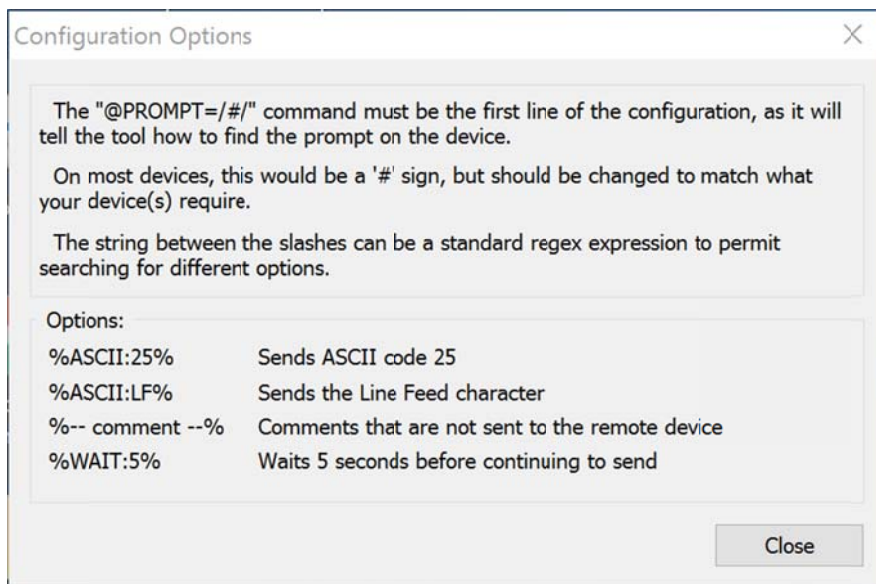 Configuration Options
The "@PROMPT=/#/" command must be the first line of the configuration, as it will
tell the tool how to find the prompt on the device.
On most devices, this would be a '#' sign, but should be changed to match what
your device(s) require.
The string between the slashes can be a standard regex expression to permit
searching for different options.
Options:
%ASCII:25% Sends ASCII code 25
%ASCII:LF% Sends the Line Feed character
%-- comment --% Comments that are not sent to the remote device
%WAIT:5% Waits 5 seconds before continuing to send
Close